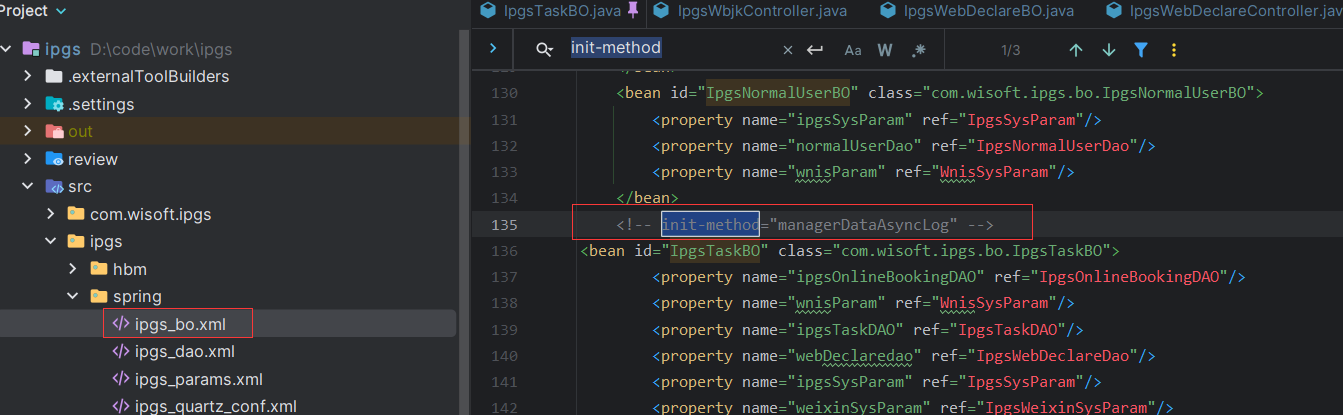 Project
ipgs D:\code\work\ipgs
.externalToolBuilders
.settings
out
review
src
com.wisoft.ipgs
ipgs
hbm
spring
ipgs_bo.xml
ipgs_dao.xml
ipgs_params.xml
ipgs_quartz_conf.xml
IpgsTaskBO.java IpgsWbjkController.java IpgsWebDeclareBO.java IpgsWebDeclareController.jav
init-method Aa W .* 1/3
130 <bean id="IpgsNormalUserBO" class="com.wisoft.ipgs.bo.IpgsNormalUserBO">
131 <property name="ipgsSysParam" ref="IpgsSysParam"/>
132 <property name="normalUserDao" ref="IpgsNormalUserDao"/>
133 <property name="wnisParam" ref="WnisSysParam"/>
134 </bean>
135 <!-- init-method="managerDataAsyncLog" -->
136 <bean id="IpgsTaskBO" class="com.wisoft.ipgs.bo.IpgsTaskBO">
137 <property name="ipgsOnlineBookingDAO" ref="IpgsOnlineBookingDAO"/>
138 <property name="wnisParam" ref="WnisSysParam"/>
139 <property name="ipgsTaskDAO" ref="IpgsTaskDAO"/>
140 <property name="webDeclaredao" ref="IpgsWebDeclareDao"/>
141 <property name="ipgsSysParam" ref="IpgsSysParam"/>
142 <property name="weixinSysParam" ref="IpgsWeixinSysParam"/>